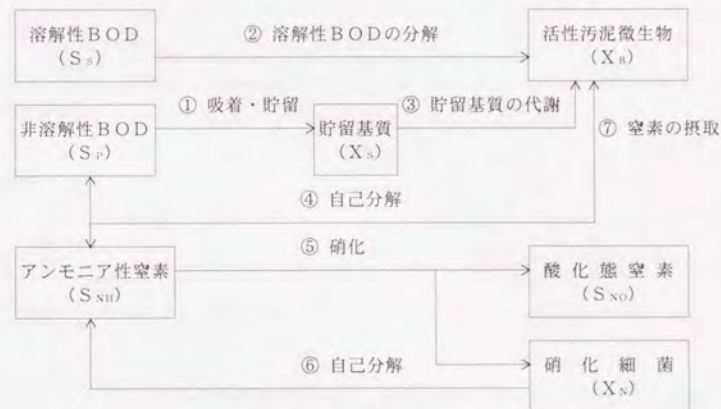 溶解性BOD
(Ss)
② 溶解性BODの分解
活性汚泥微生物
(XB)
① 吸着・貯留
③ 貯留基質の代謝
非溶解性BOD
(SP)
貯留基質
(Xs)
⑦ 窒素の摂取
④ 自己分解
⑤ 硝化
アンモニア性窒素
(SNH)
酸化態窒素
(SNO)
⑥ 自己分解
硝化細菌
(XN)